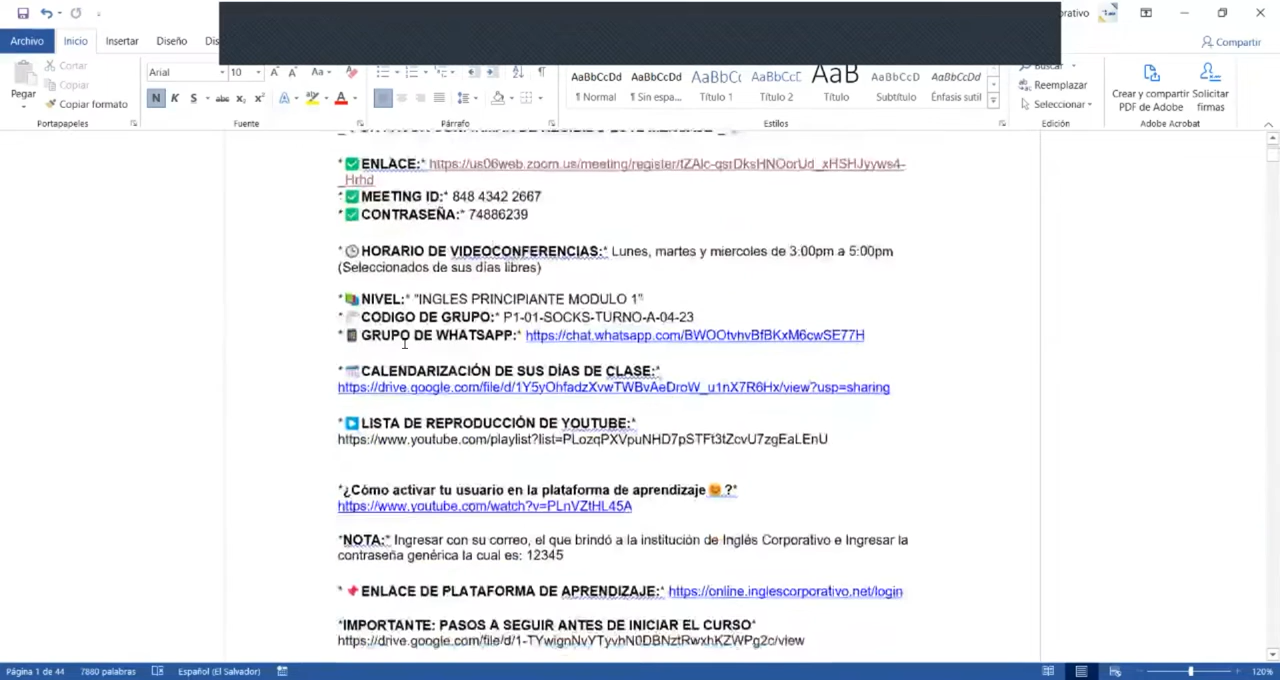 orativo
Archivo Inicio Insertar Diseño Dis
Compartir
Pegar
Cortar
Copiar
Copiar formato
Portapapeles
Arial 10
N K S abc x₂ x²
Fuente
Párrafo
AaBbCcDd AaBbCcDd AaBbCc AaBbCcD AaB AaBbCcD AaBbCcDd
¶ Normal ¶ Sin espa... Título 1 Título 2 Título Subtítulo Énfasis sutil
Estilos
Buscar
Reemplazar
Seleccionar
Edición
Crear y compartir PDF de Adobe
Solicitar firmas
Adobe Acrobat
*✅ENLACE:* https://us06web.zoom.us/meeting/register/tZAlc-qsrDksHNOorUd_xHSHJyyws4-
_Hrhd
*✅MEETING ID:* 848 4342 2667
*✅CONTRASEÑA:* 74886239
*🕒HORARIO DE VIDEOCONFERENCIAS:* Lunes, martes y miercoles de 3:00pm a 5:00pm
(Seleccionados de sus días libres)
*📚NIVEL:* "INGLES PRINCIPIANTE MODULO 1"
*CODIGO DE GRUPO:* P1-01-SOCKS-TURNO-A-04-23
*📱GRUPO DE WHATSAPP:* https://chat.whatsapp.com/BWOOtvhvBfBKxM6cwSE77H
*CALENDARIZACIÓN DE SUS DÍAS DE CLASE:*
https://drive.google.com/file/d/1Y5yOhfadzXvwTWBvAeDroW_u1nX7R6Hx/view?usp=sharing
*▶️LISTA DE REPRODUCCIÓN DE YOUTUBE:*
https://www.youtube.com/playlist?list=PLozqPXVpuNHD7pSTFt3tZcvU7zgEaLEnU
*¿Cómo activar tu usuario en la plataforma de aprendizaje?*
https://www.youtube.com/watch?v=PLnVZtHL45A
*NOTA:* Ingresar con su correo, el que brindó a la institución de Inglés Corporativo e Ingresar la
contraseña genérica la cual es: 12345
*📌ENLACE DE PLATAFORMA DE APRENDIZAJE:* https://online.inglescorporativo.net/login
*IMPORTANTE: PASOS A SEGUIR ANTES DE INICIAR EL CURSO*
https://drive.google.com/file/d/1-TYwignNvYTyvhN0DBNztRwxhKZWPg2c/view
Página 1 de 44 7880 palabras Español (El Salvador) 120%